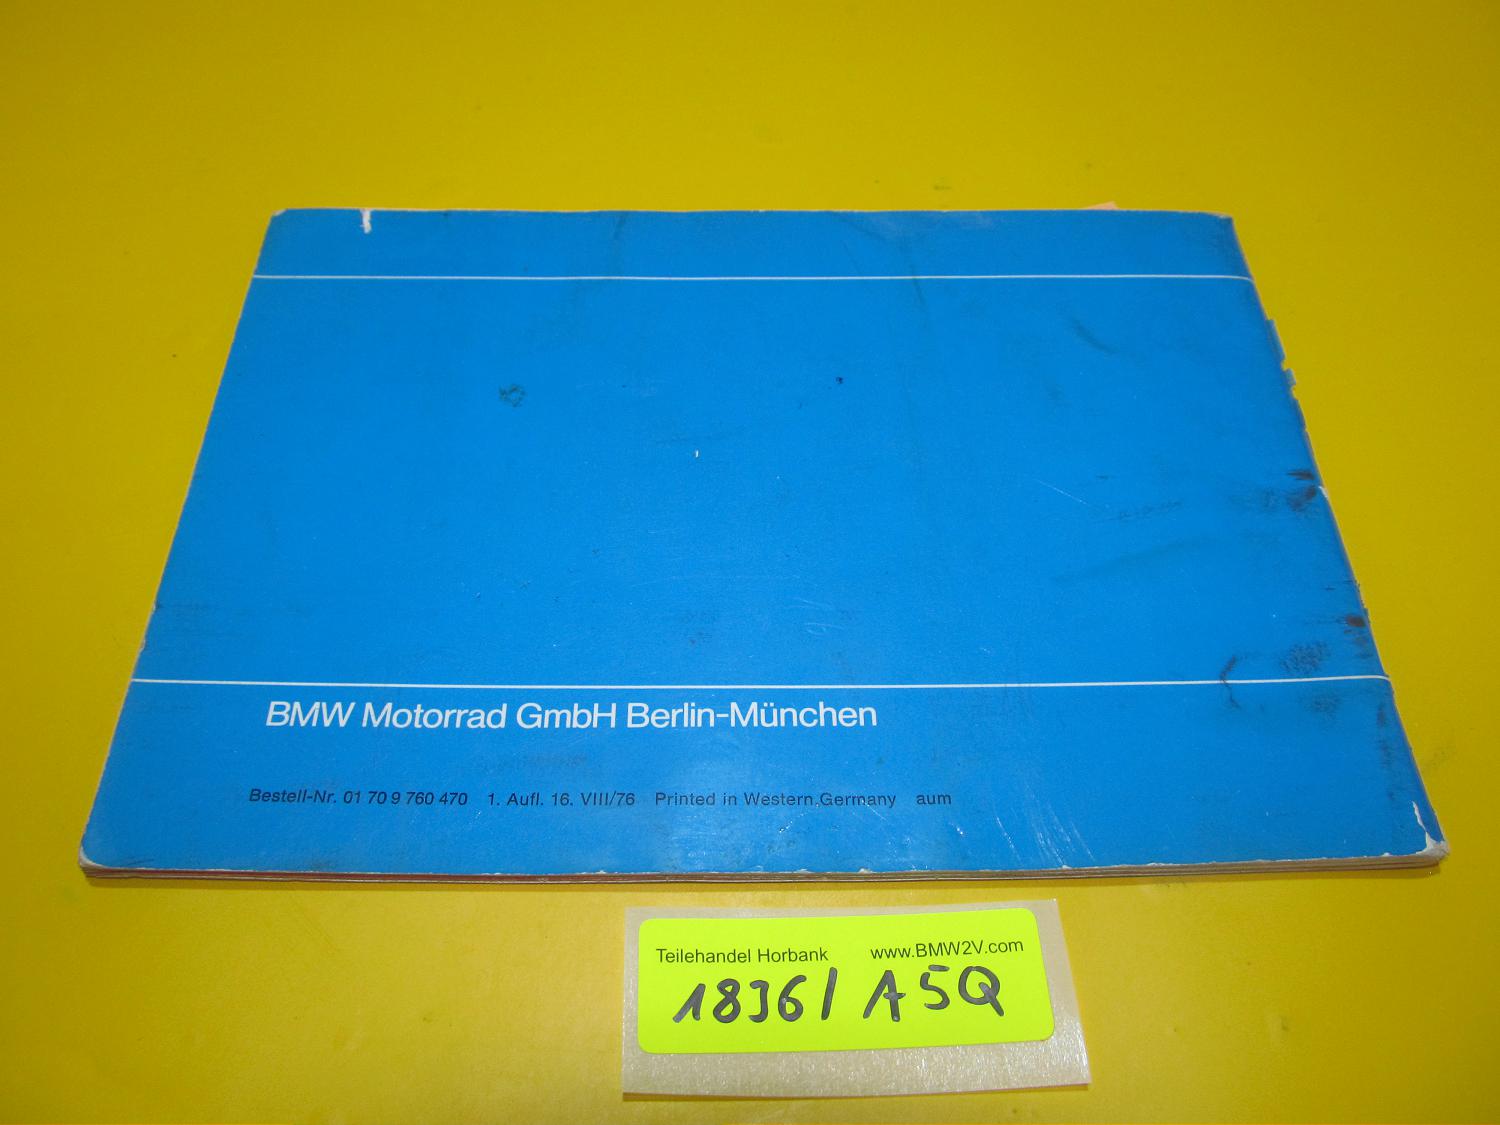 BMW Motorrad GmbH Berlin-München
Bestell-Nr. 01 70 9 760 470 1. Aufl. 16. VIII/76 Printed in Western Germany aum
Teilehandel Horbank www.BMW2V.com
1836/ A5Q